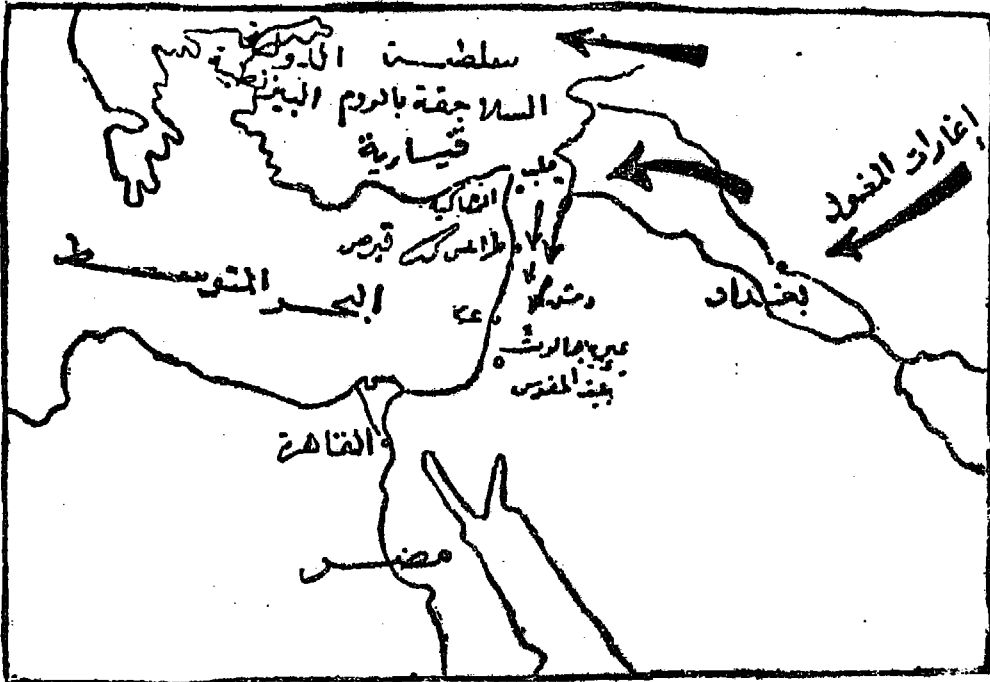 سلطنة الدولة
السلاجقة بالروم البيزنطية
قيسارية
إغارات المغول
حلب
انطاكية
قبرص
طرابلس
البحر المتوسط
دمشق
بغداد
عكا
عين جالوت
بيت المقدس
القاهرة
مصر